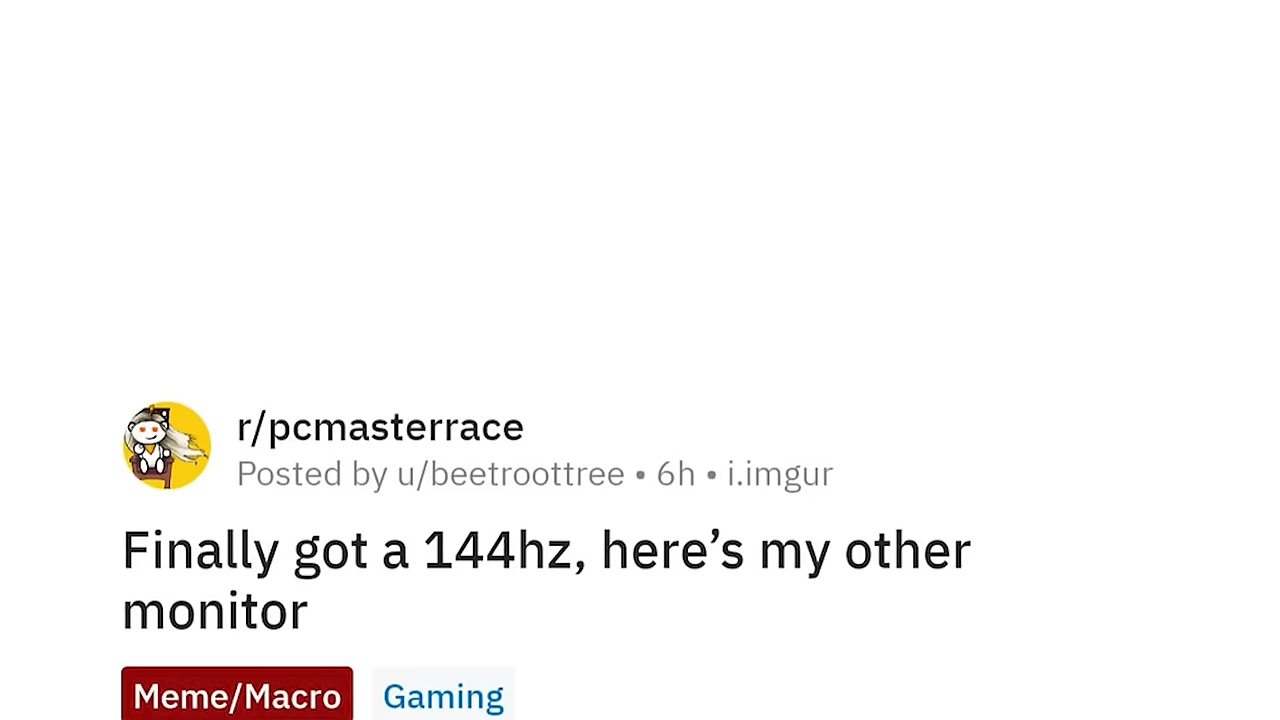 r/pcmasterrace
Posted by u/beetroottree • 6h • i.imgur
Finally got a 144hz, here’s my other
monitor
Meme/Macro Gaming